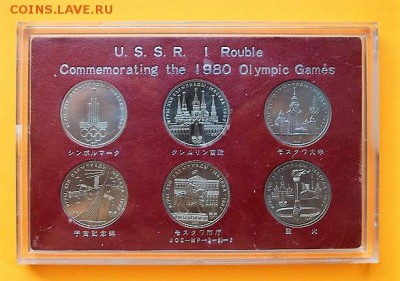 COINS.ЛАВЕ.RU
U.S.S.R. 1 Rouble
Commemorating the 1980 Olympic Games
シンボルマーク クレムリン宮殿 モスクワ大学
宇宙記念碑 モスクワ市庁 聖火